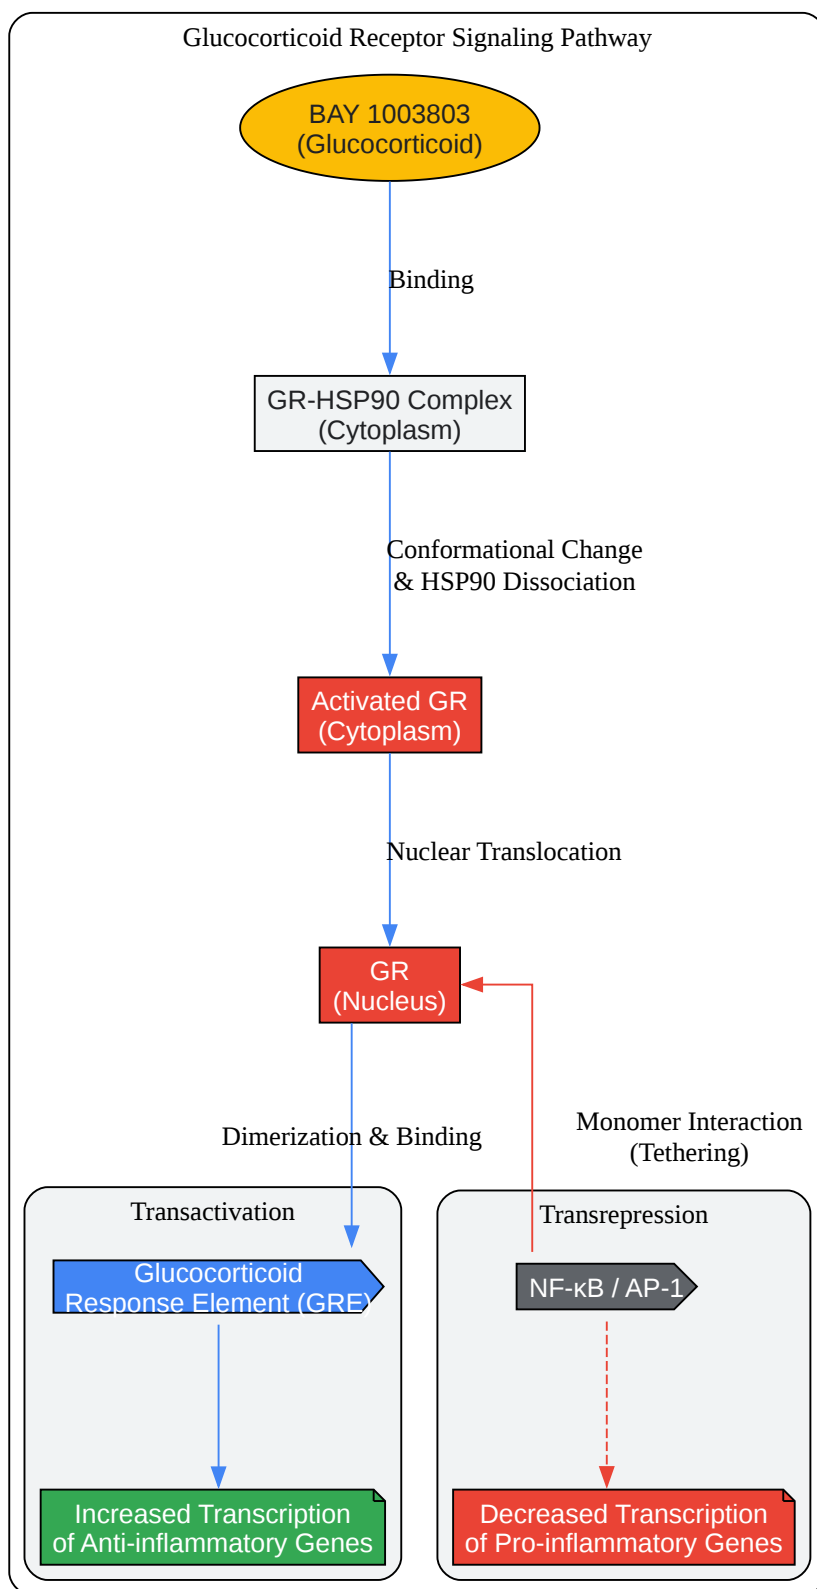 Glucocorticoid Receptor Signaling Pathway
BAY 1003803
(Glucocorticoid)
Binding
GR-HSP90 Complex
(Cytoplasm)
Conformational Change
& HSP90 Dissociation
Activated GR
(Cytoplasm)
Nuclear Translocation
GR
(Nucleus)
Dimerization & Binding
Monomer Interaction
(Tethering)
Transactivation
Glucocorticoid
Response Element (GRE)
Increased Transcription
of Anti-inflammatory Genes
Transrepression
NF-κB / AP-1
Decreased Transcription
of Pro-inflammatory Genes